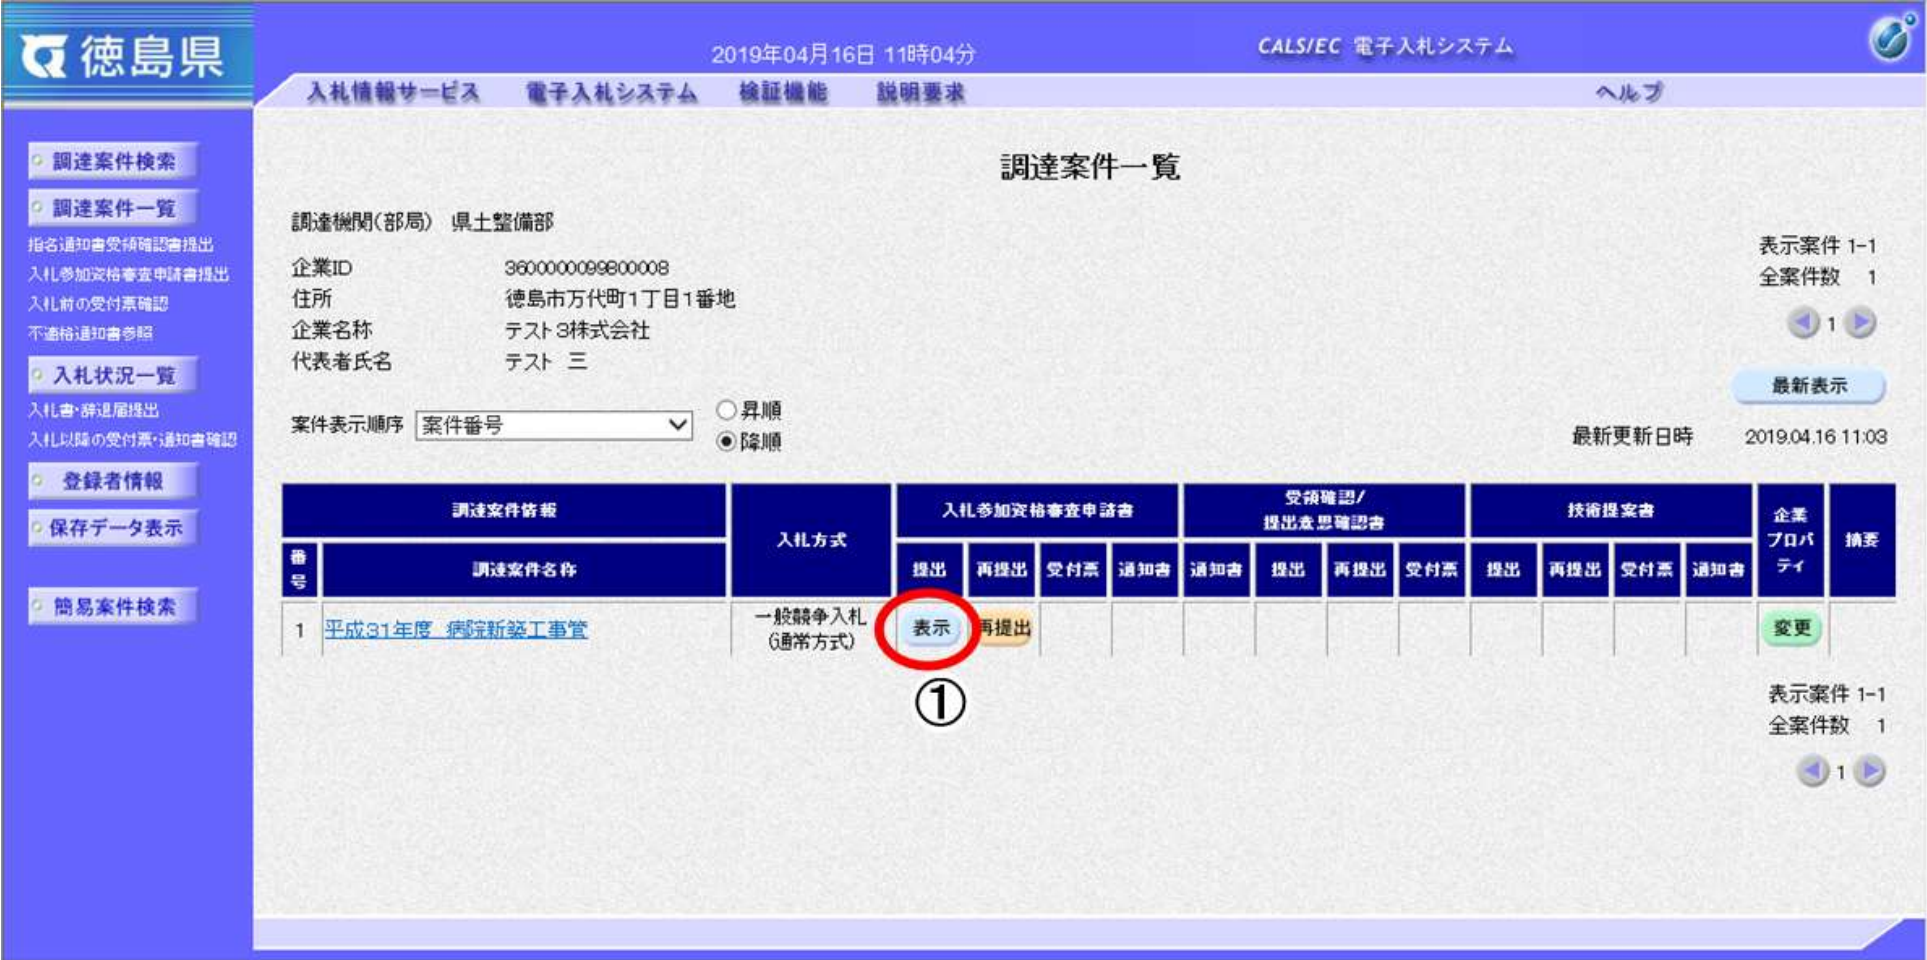 徳島県
2019年04月16日 11時04分
CALS/EC 電子入札システム
入札情報サービス 電子入札システム 検証機能 説明要求 ヘルプ
調達案件検索
調達案件一覧
指名通知書受領確認書提出
入札参加資格審査申請書提出
入札前の受付票確認
不適格通知書参照
入札状況一覧
入札書・辞退届提出
入札以降の受付票・通知書確認
登録者情報
保存データ表示
簡易案件検索
調達案件一覧
調達機関(部局) 県土整備部
企業ID 3600000099800008
住所 徳島市万代町1丁目1番地
企業名称 テスト3株式会社
代表者氏名 テスト 三
表示案件 1-1
全案件数 1
1
最新表示
案件表示順序 案件番号
昇順
降順
最新更新日時 2019.04.16 11:03
調達案件情報 入札方式 入札参加資格審査申請書 受領確認/提出意思確認書 技術提案書 企業プロパティ 摘要
番号 調達案件名称 提出 再提出 受付票 通知書 通知書 提出 再提出 受付票 提出 再提出 受付票 通知書
1 平成31年度 病院新築工事管 一般競争入札(通常方式) 表示 再提出 変更
①
表示案件 1-1
全案件数 1
1